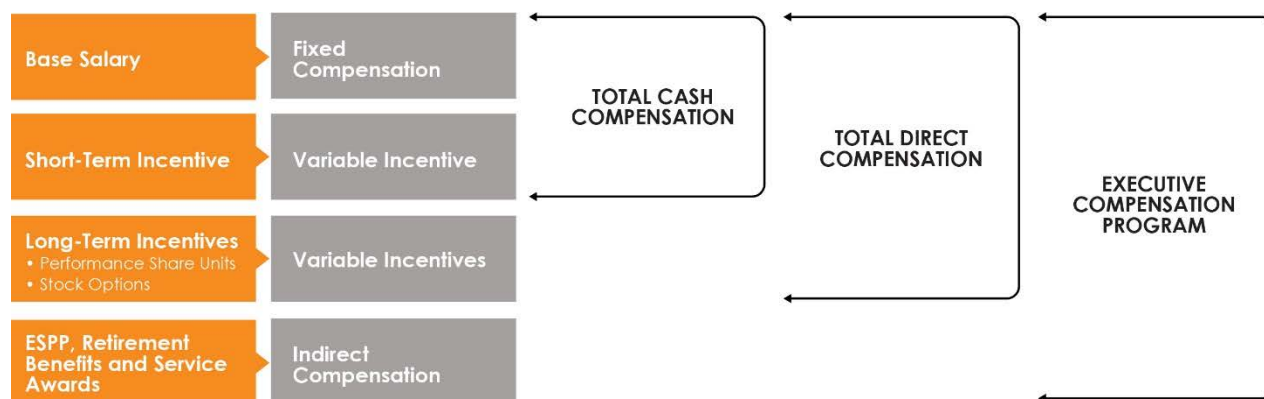 Base Salary
Fixed
Compensation
Short-Term Incentive
Variable Incentive
Long-Term Incentives
• Performance Share Units
• Stock Options
Variable Incentives
ESPP, Retirement
Benefits and Service
Awards
Indirect
Compensation
TOTAL CASH
COMPENSATION
TOTAL DIRECT
COMPENSATION
EXECUTIVE
COMPENSATION
PROGRAM